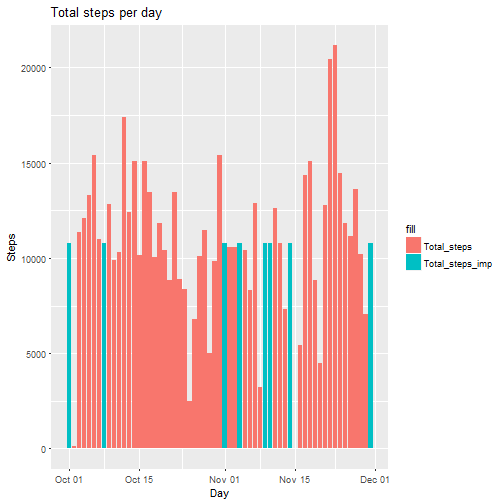 Total steps per day
Steps
20000
15000
10000
5000
0
Oct 01 Oct 15 Nov 01 Nov 15 Dec 01
Day
fill
Total_steps
Total_steps_imp